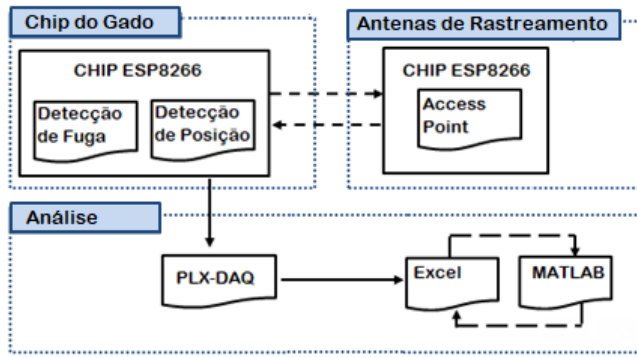 Chip do Gado
CHIP ESP8266
Detecção
de Fuga
Detecção
de Posição
Antenas de Rastreamento
CHIP ESP8266
Access
Point
Análise
PLX-DAQ
Excel
MATLAB